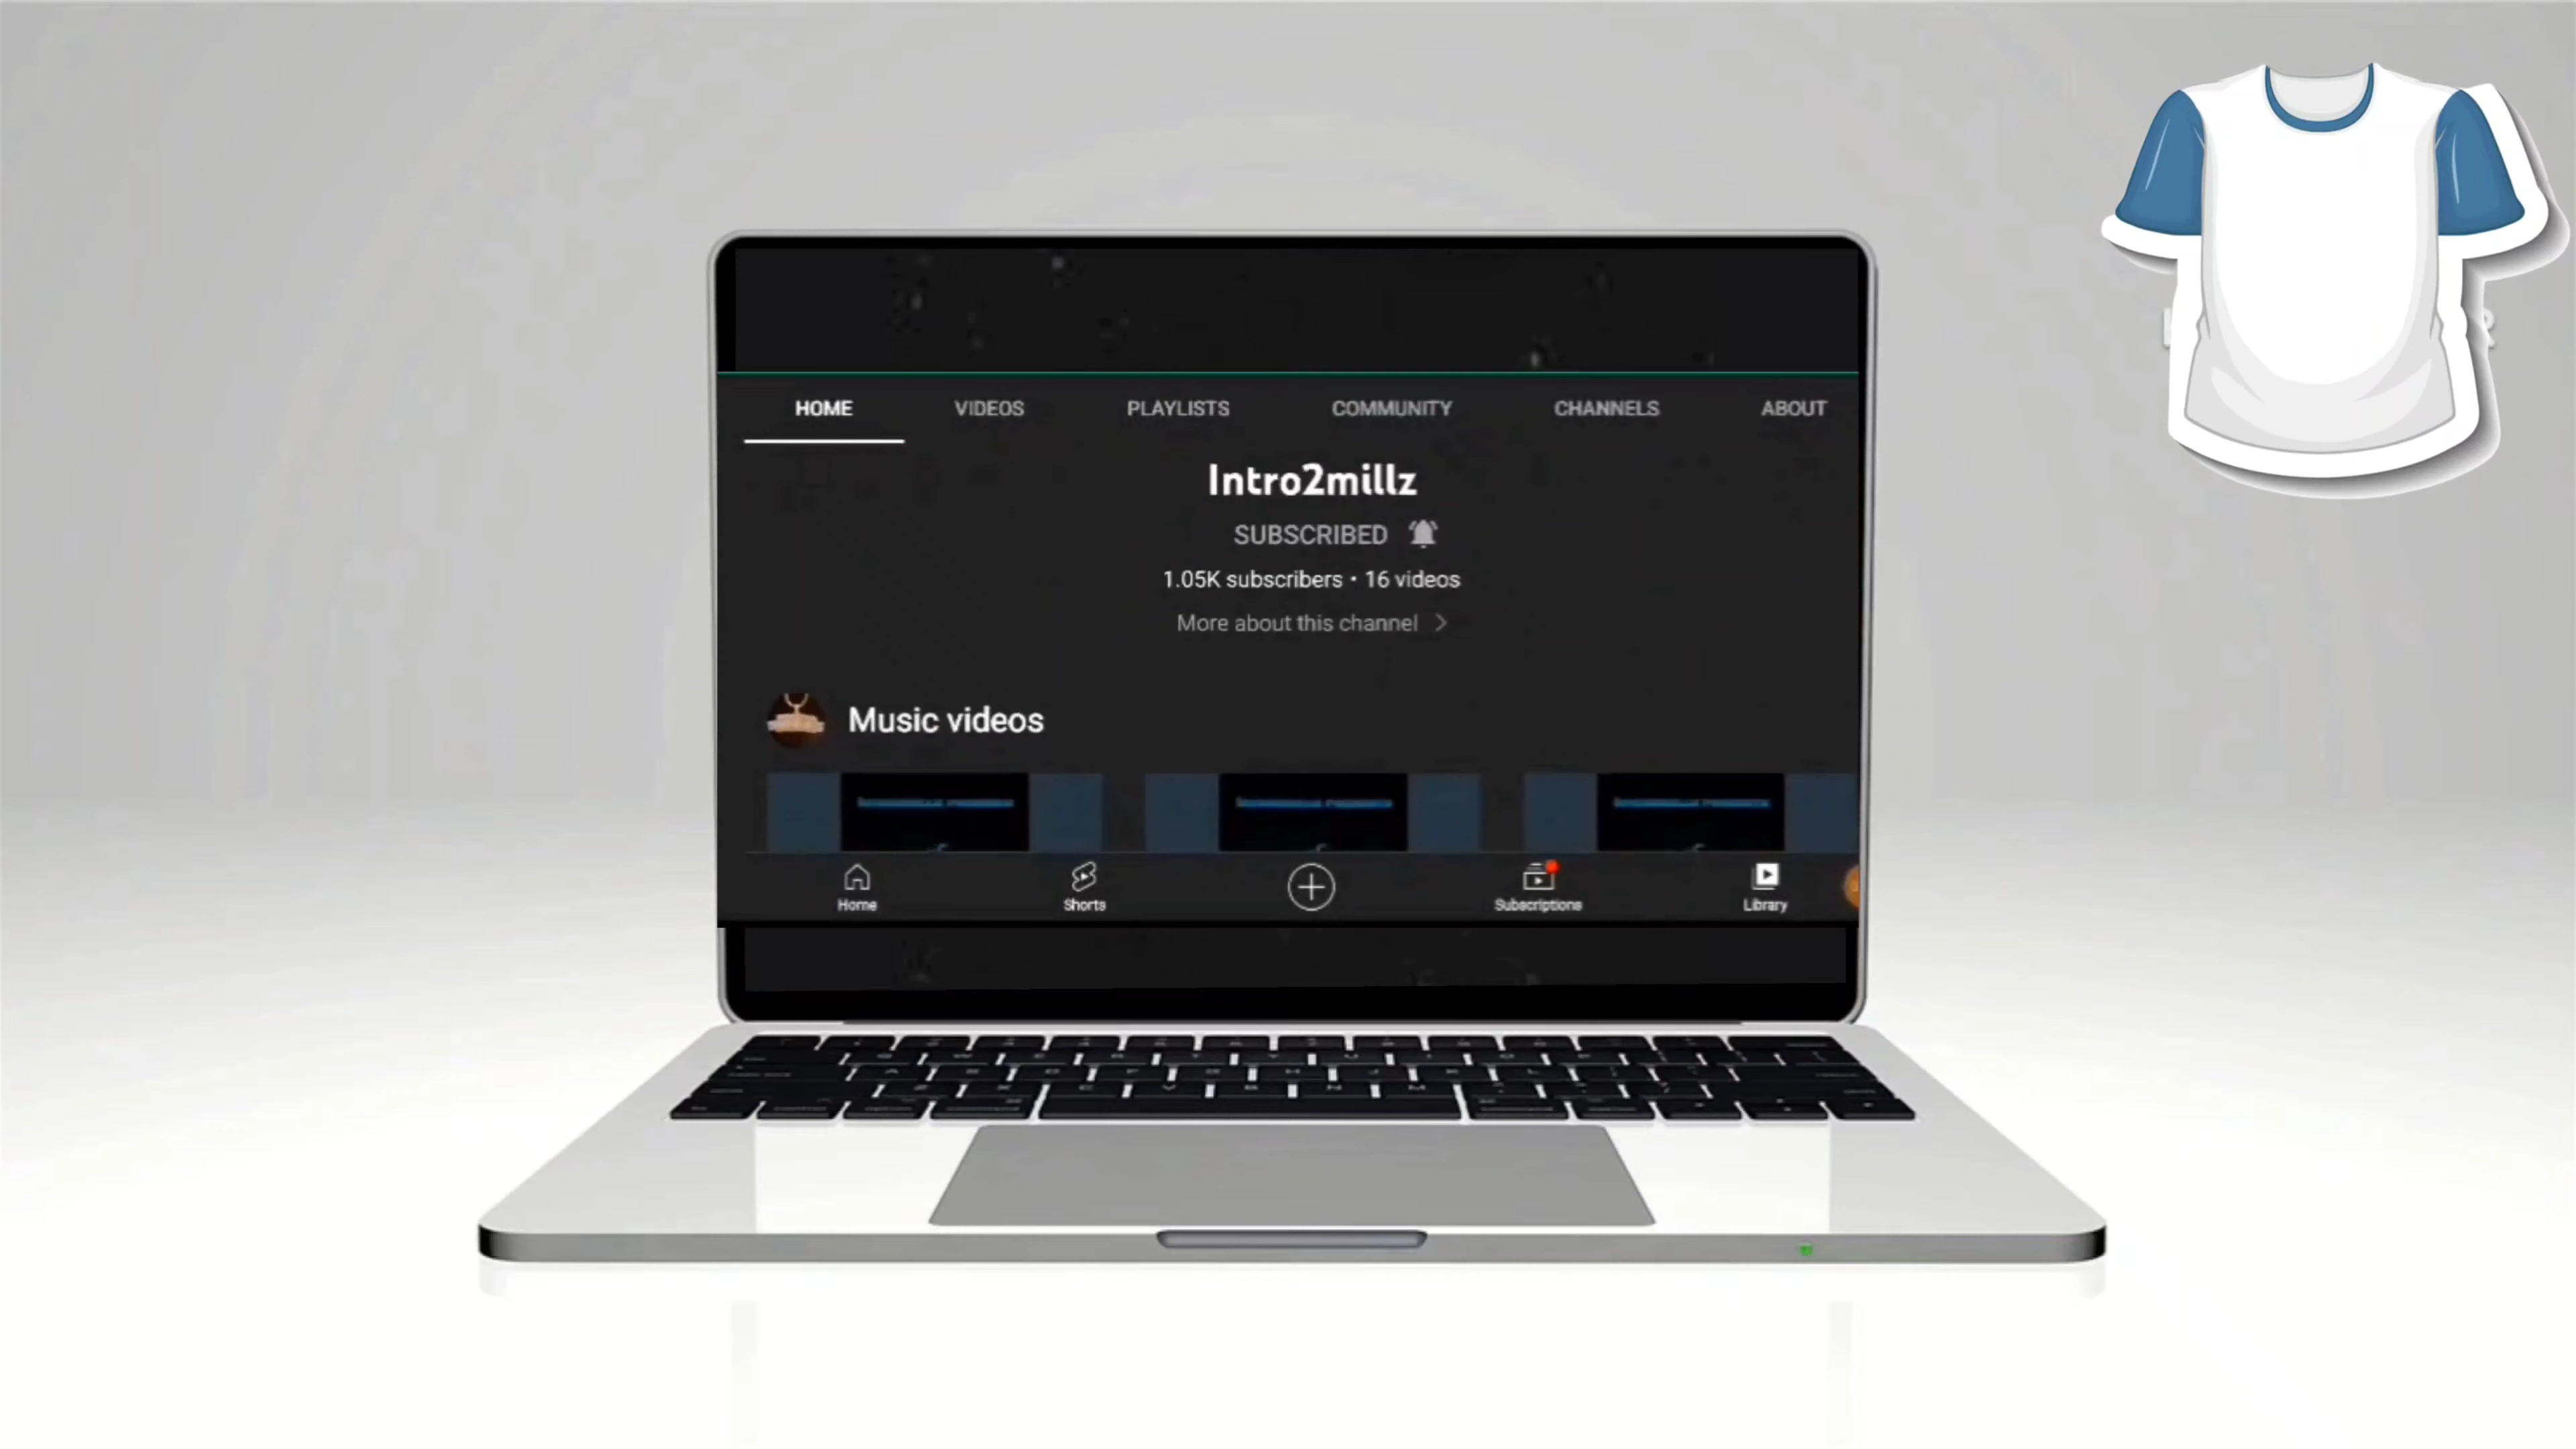 HOME VIDEOS PLAYLISTS COMMUNITY CHANNELS ABOUT
Intro2millz
SUBSCRIBED
1.05K subscribers • 16 videos
More about this channel
Music videos
Home Shorts Subscriptions Library